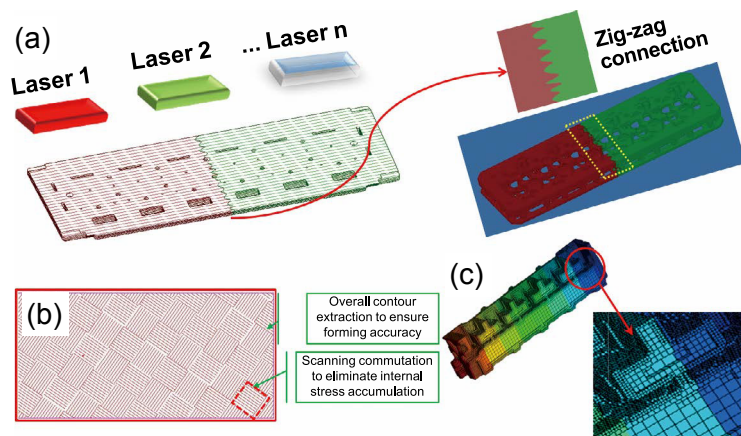 (a)
Laser 1
Laser 2
... Laser n
Zig-zag
connection
(b)
Overall contour
extraction to ensure
forming accuracy
Scanning commutation
to eliminate internal
stress accumulation
(c)